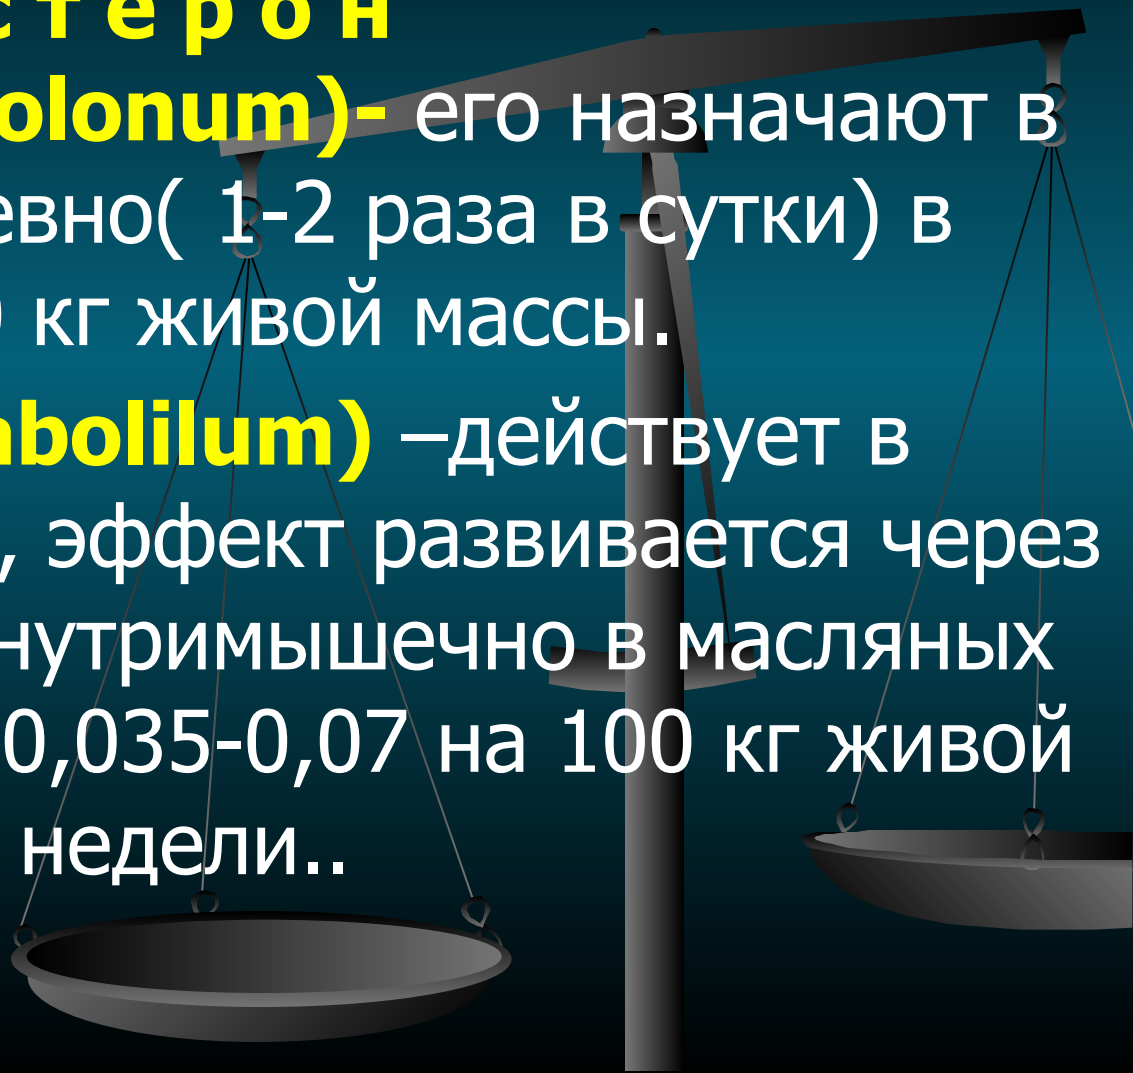 с т е р о н
olonum)- его назначают в
евно( 1-2 раза в сутки) в
кг живой массы.
abolilum) –действует в
, эффект развивается через
нутримышечно в масляных
0,035-0,07 на 100 кг живой
недели..